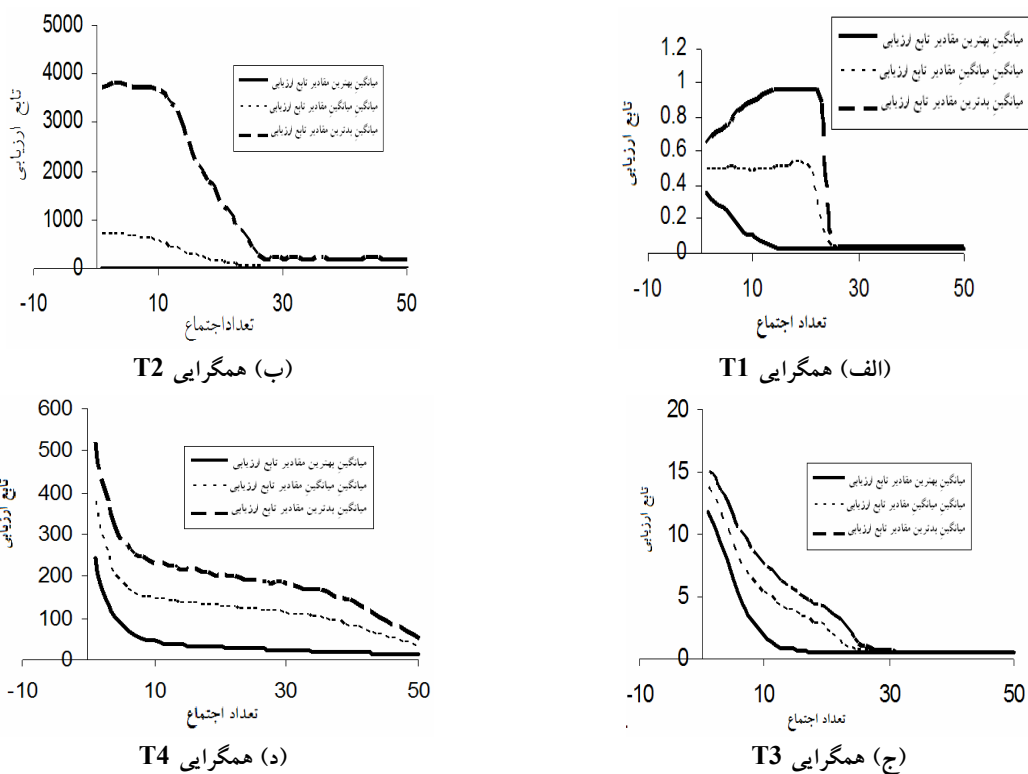 میانگینِ بهترین مقادیر تابع ارزیابی
میانگینِ میانگینِ مقادیر تابع ارزیابی
میانگینِ بدترین مقادیر تابع ارزیابی
تابع ارزیابی
1.2
1
0.8
0.6
0.4
0.2
0
-10
10
30
50
تعداد اجتماع
(الف) همگرایی T1
میانگینِ بهترین مقادیر تابع ارزیابی
میانگینِ میانگینِ مقادیر تابع ارزیابی
میانگینِ بدترین مقادیر تابع ارزیابی
تابع ارزیابی
5000
4000
3000
2000
1000
0
-10
10
30
50
تعداداجتماع
(ب) همگرایی T2
میانگینِ بهترین مقادیر تابع ارزیابی
میانگینِ میانگینِ مقادیر تابع ارزیابی
میانگینِ بدترین مقادیر تابع ارزیابی
تابع ارزیابی
20
15
10
5
0
-10
10
30
50
تعداد اجتماع
(ج) همگرایی T3
میانگینِ بهترین مقادیر تابع ارزیابی
میانگینِ میانگینِ مقادیر تابع ارزیابی
میانگینِ بدترین مقادیر تابع ارزیابی
تابع ارزیابی
600
500
400
300
200
100
0
-10
10
30
50
تعداد اجتماع
(د) همگرایی T4